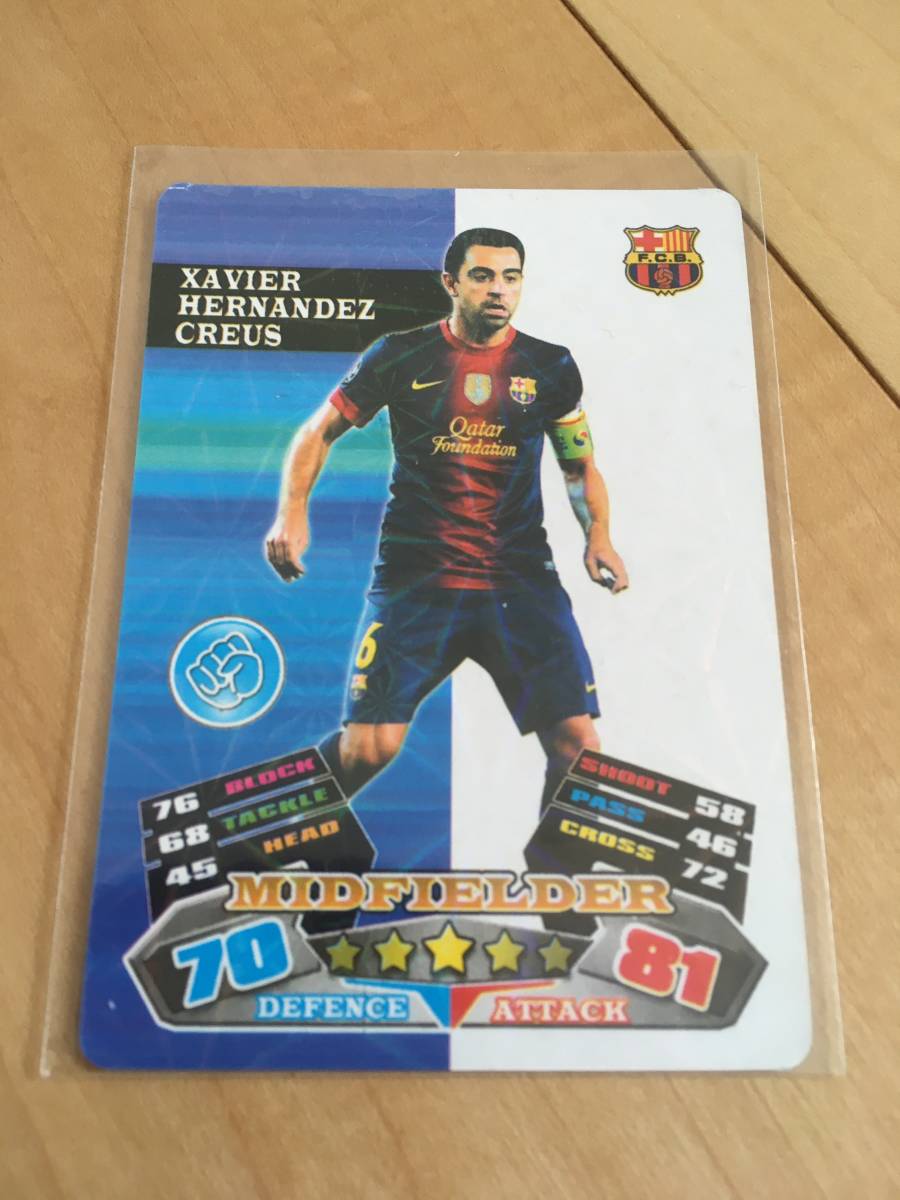 XAVIER
HERNANDEZ
CREUS
F.C.B.
Qatar
Foundation
6
76 BLOCK
68 TACKLE
45 HEAD
SHOOT 58
PASS 46
CROSS 72
MIDFIELDER
70 81
DEFENCE ATTACK